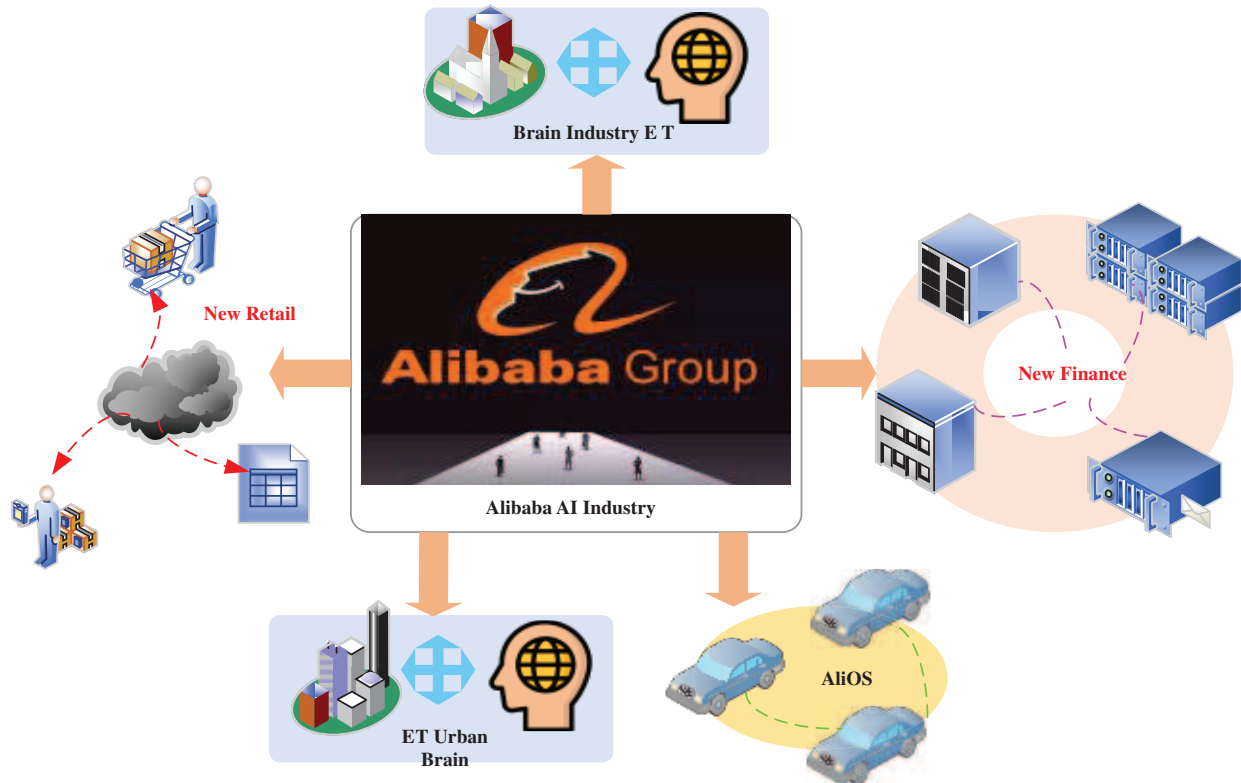 Brain Industry E T
New Retail
Alibaba Group
New Finance
Alibaba AI Industry
AliOS
ET Urban
Brain